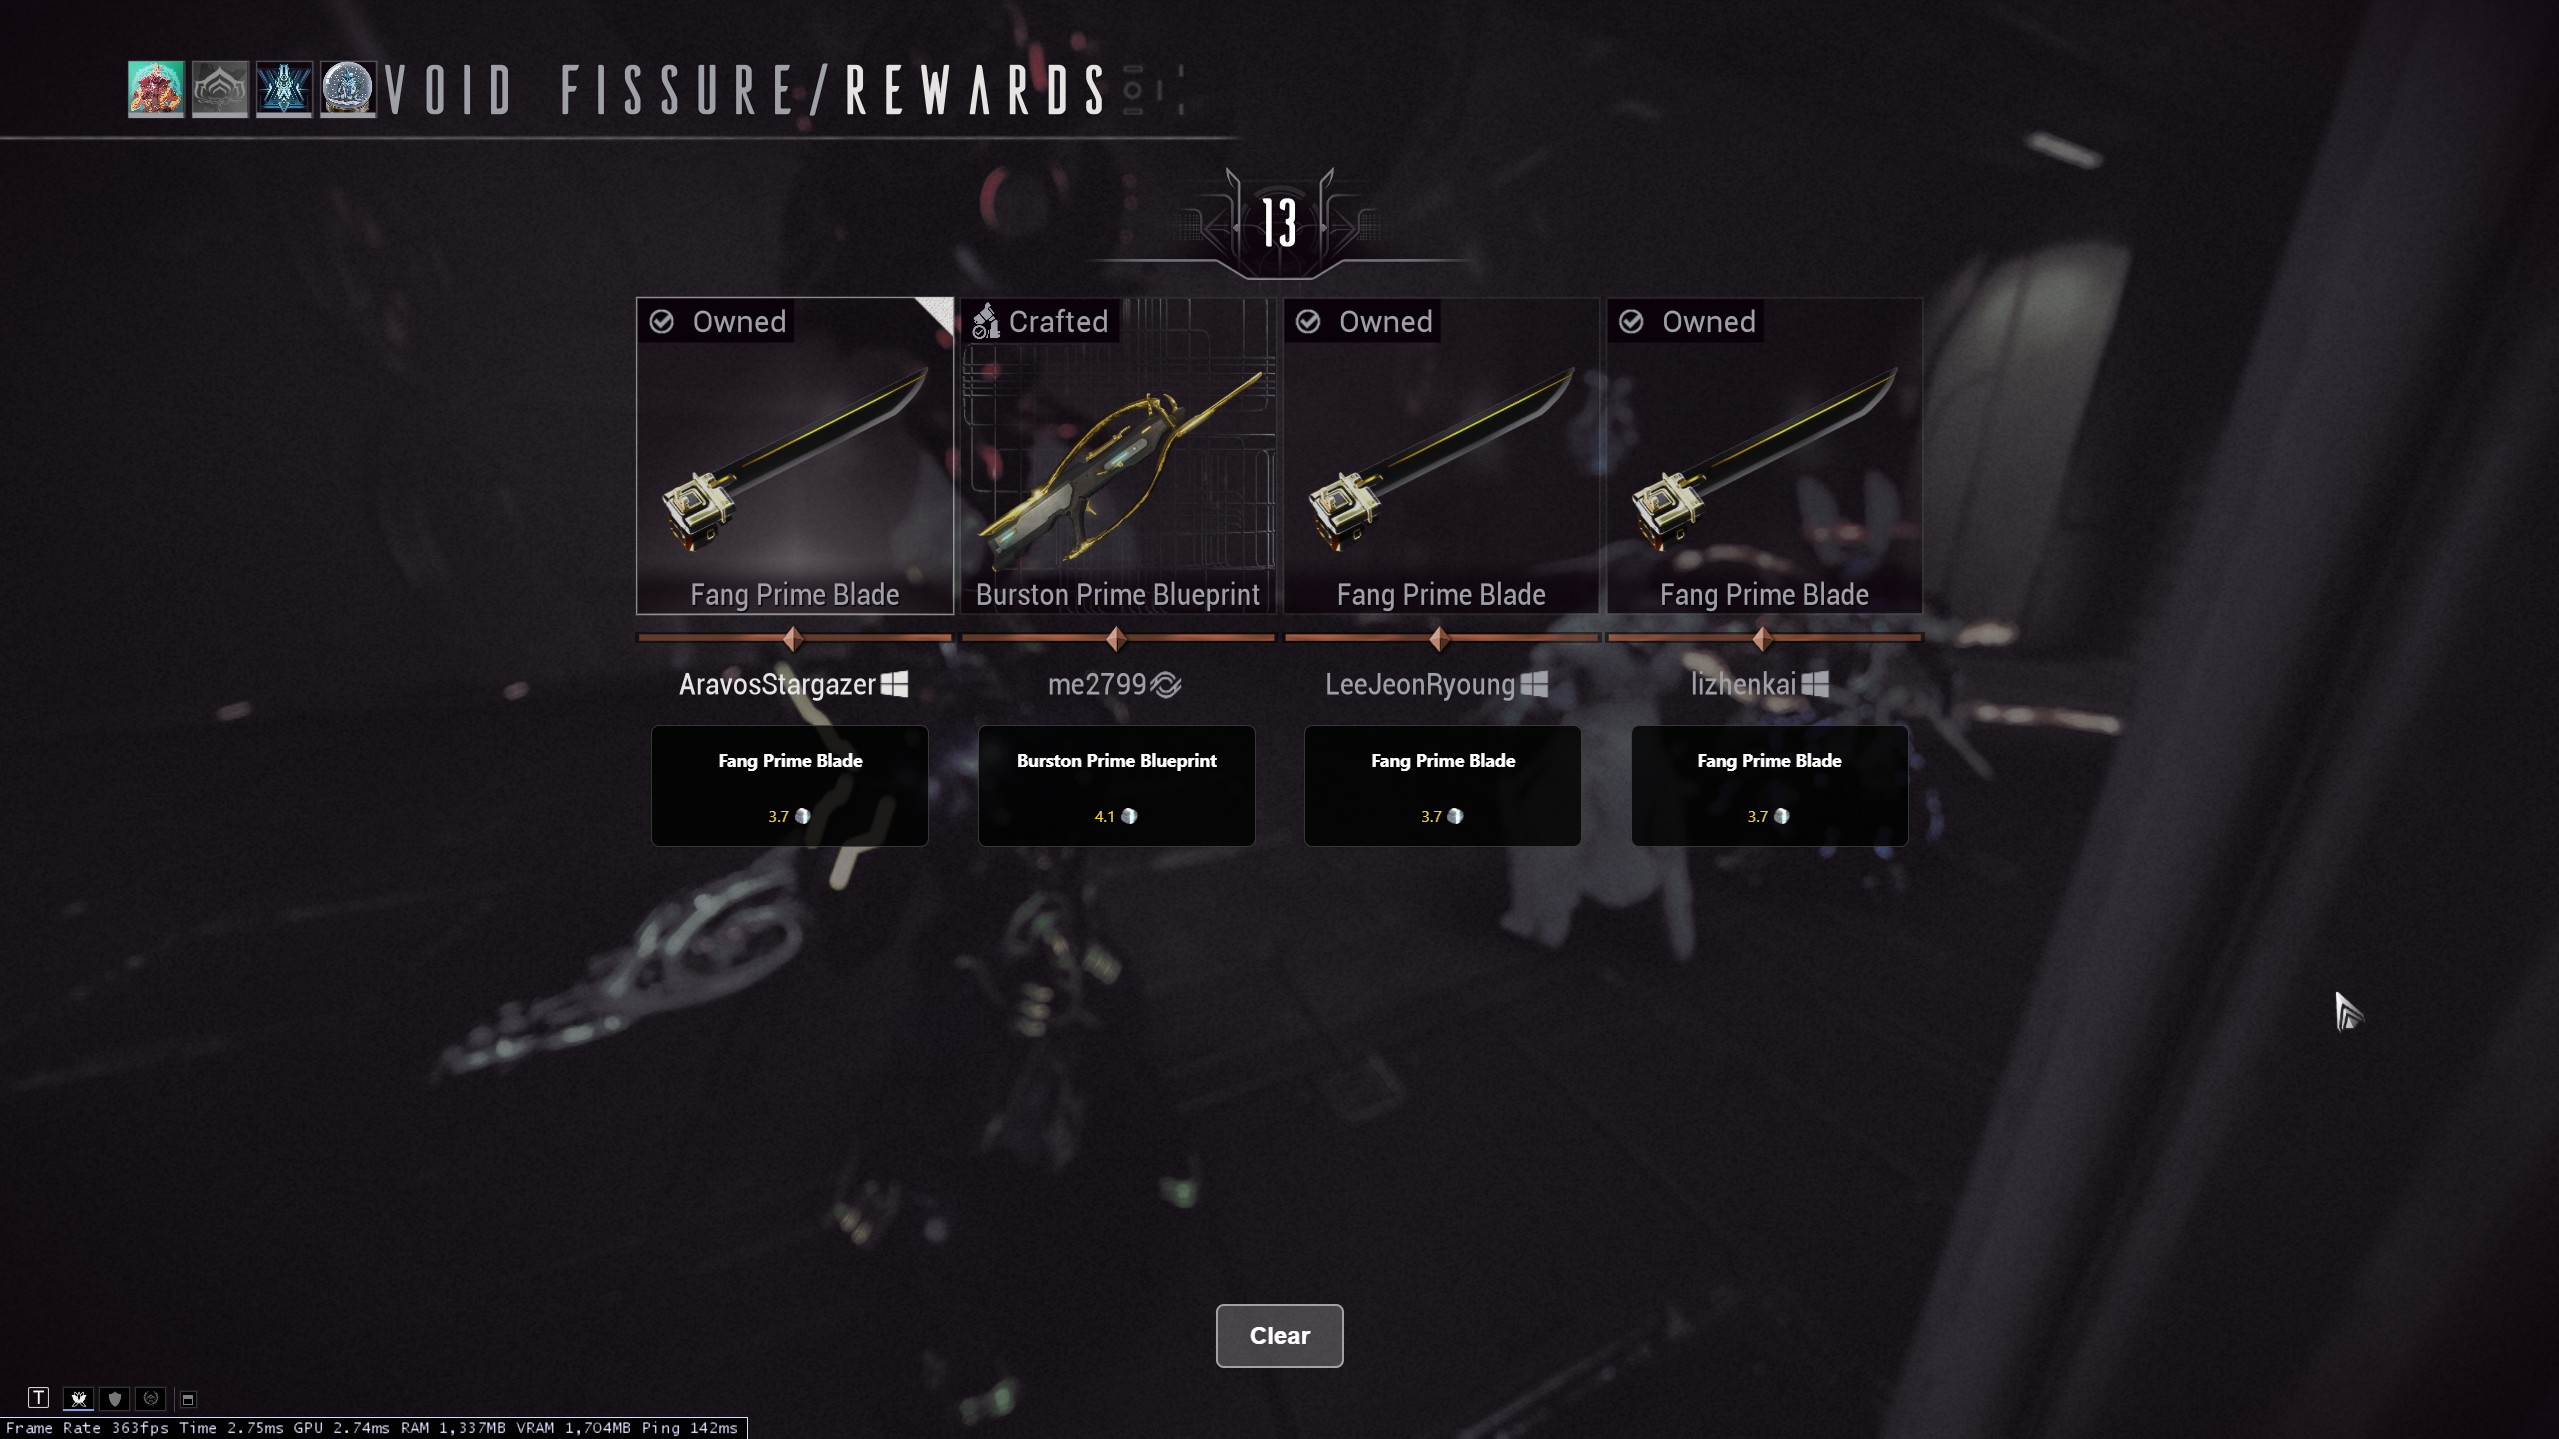 VOID FISSURE/REWARDS
13
Owned
Crafted
Owned
Owned
Fang Prime Blade
Burston Prime Blueprint
Fang Prime Blade
Fang Prime Blade
AravosStargazer
me2799
LeeJeonRyoung
lizhenkai
Fang Prime Blade
Burston Prime Blueprint
Fang Prime Blade
Fang Prime Blade
3.7
4.1
3.7
3.7
Clear
T
Frame Rate 363fps Time 2.75ms GPU 2.74ms RAM 1,337MB VRAM 1,704MB Ping 142ms